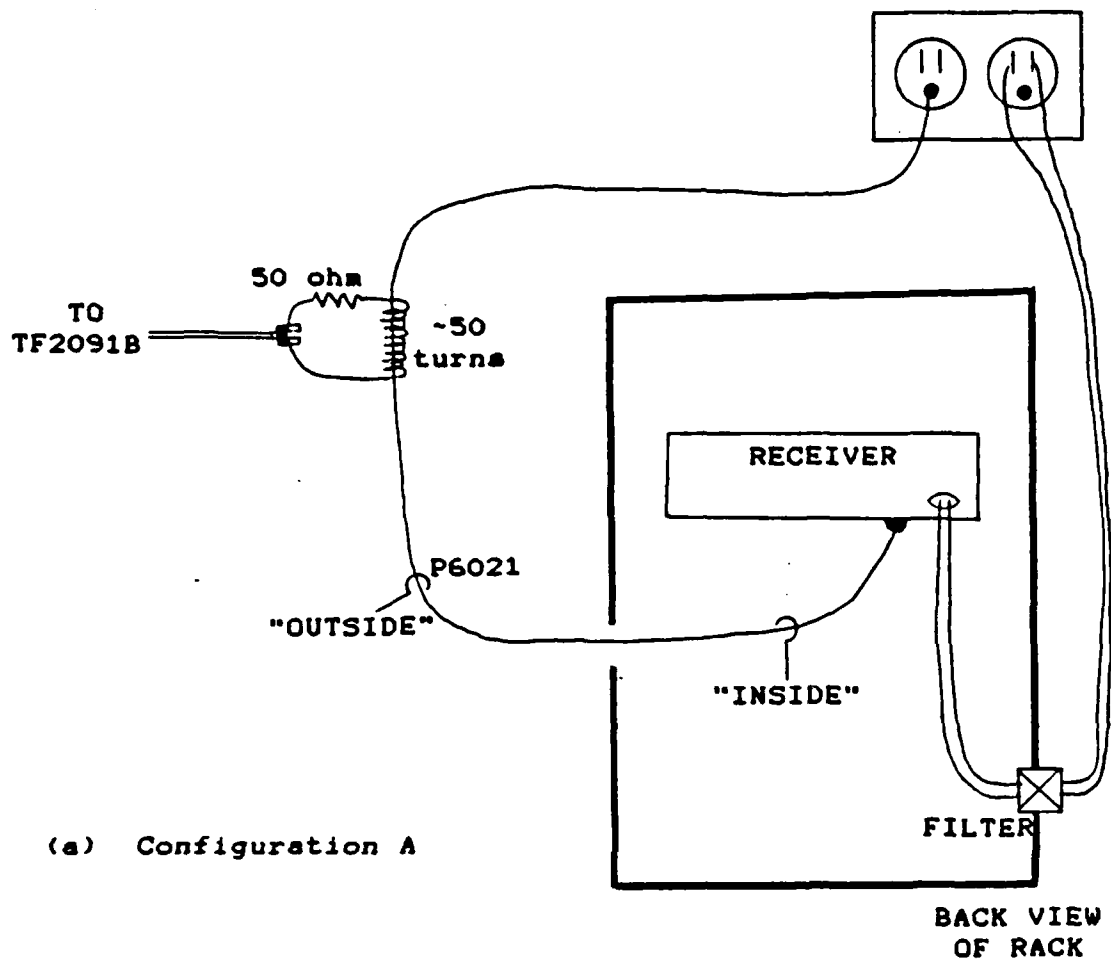 50 ohm
TO
TF2091B
~50
turns
RECEIVER
P6021
"OUTSIDE"
"INSIDE"
FILTER
(a) Configuration A
BACK VIEW
OF RACK